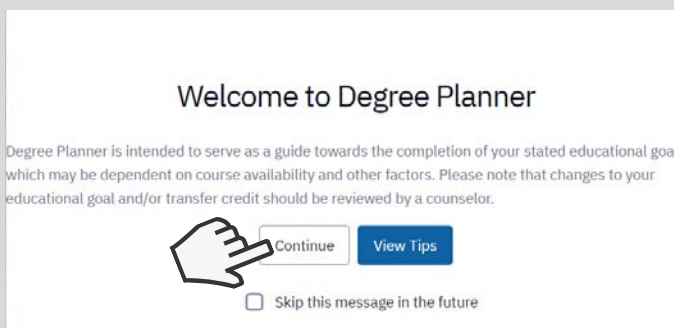 Welcome to Degree Planner
Degree Planner is intended to serve as a guide towards the completion of your stated educational goa
which may be dependent on course availability and other factors. Please note that changes to your
educational goal and/or transfer credit should be reviewed by a counselor.
Continue View Tips
Skip this message in the future